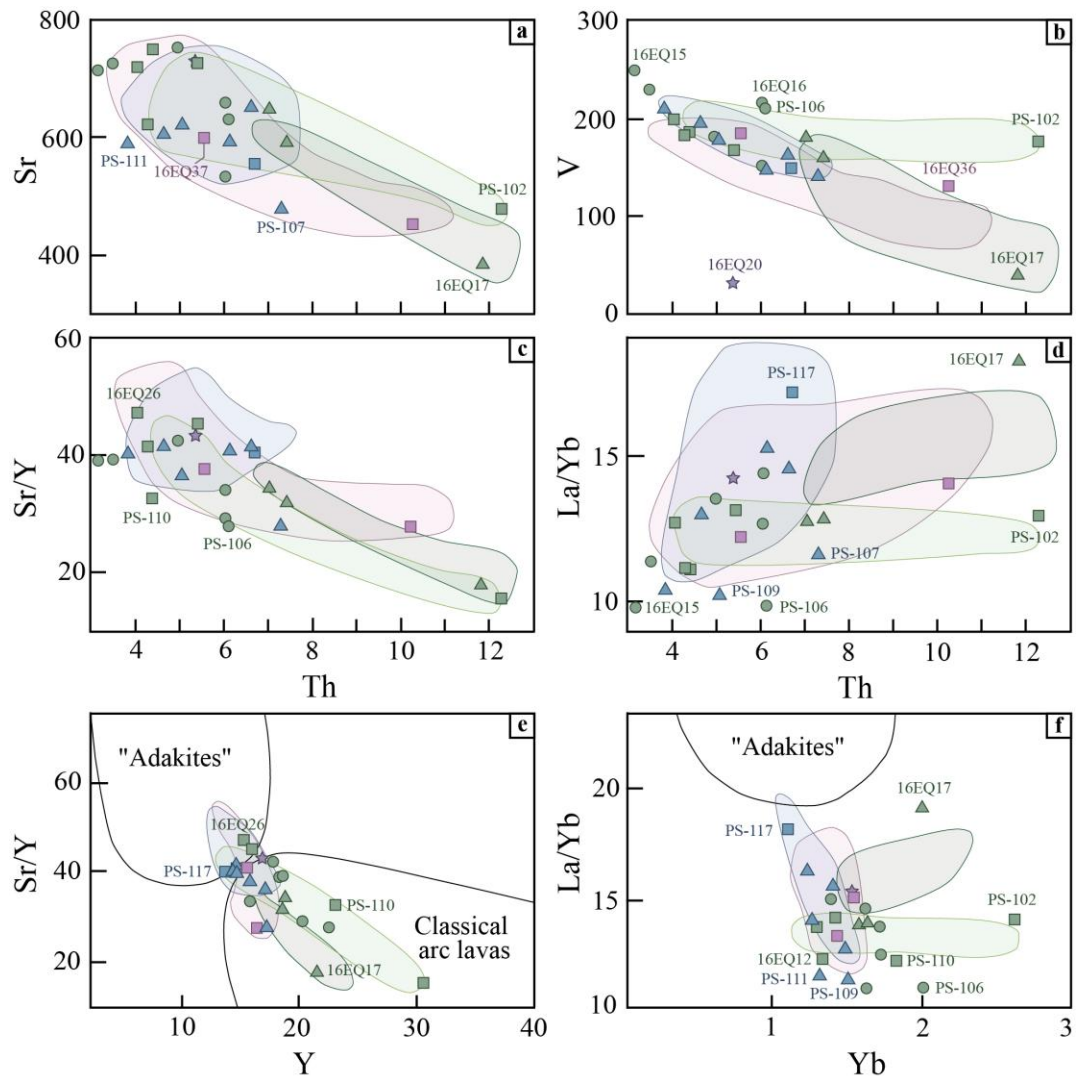 800
600
400
Sr
a
PS-111
16EQ37
PS-107
PS-102
16EQ17
300
200
100
0
V
b
16EQ15
16EQ16
PS-106
PS-102
16EQ36
16EQ20
16EQ17
60
40
20
Sr/Y
c
16EQ26
PS-110
PS-106
4 6 8 10 12
Th
15
10
La/Yb
d
16EQ17
PS-117
PS-102
PS-107
PS-109
16EQ15
PS-106
4 6 8 10 12
Th
60
40
20
Sr/Y
e
"Adakites"
16EQ26
PS-117
PS-110
Classical
arc lavas
16EQ17
10 20 30 40
Y
20
15
10
La/Yb
f
"Adakites"
16EQ17
PS-117
PS-102
16EQ12
PS-110
PS-111
PS-109
PS-106
1 2 3
Yb